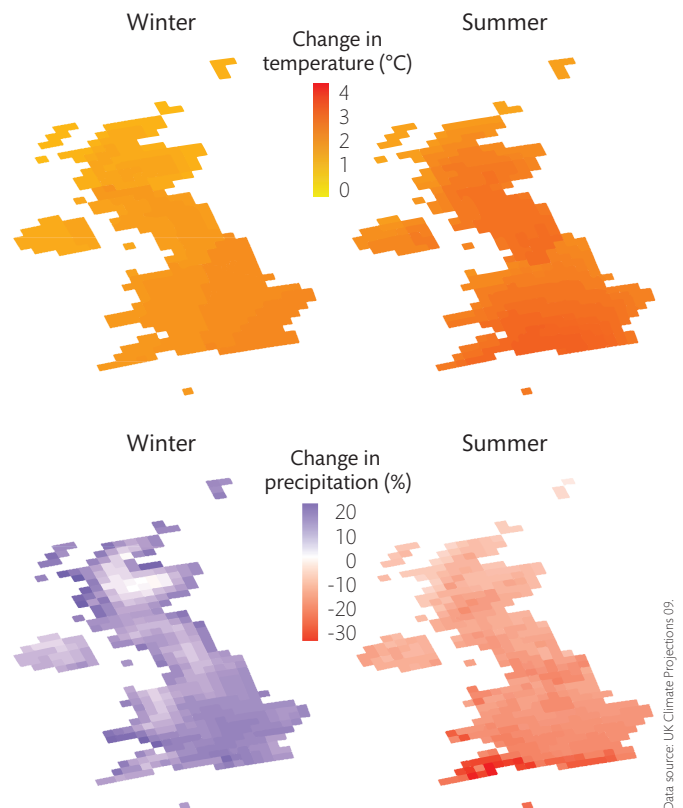 Winter
Change in
temperature (°C)
Summer
4
3
2
1
0
Winter
Change in
precipitation (%)
Summer
20
10
0
-10
-20
-30
Data source: UK Climate Projections 09.